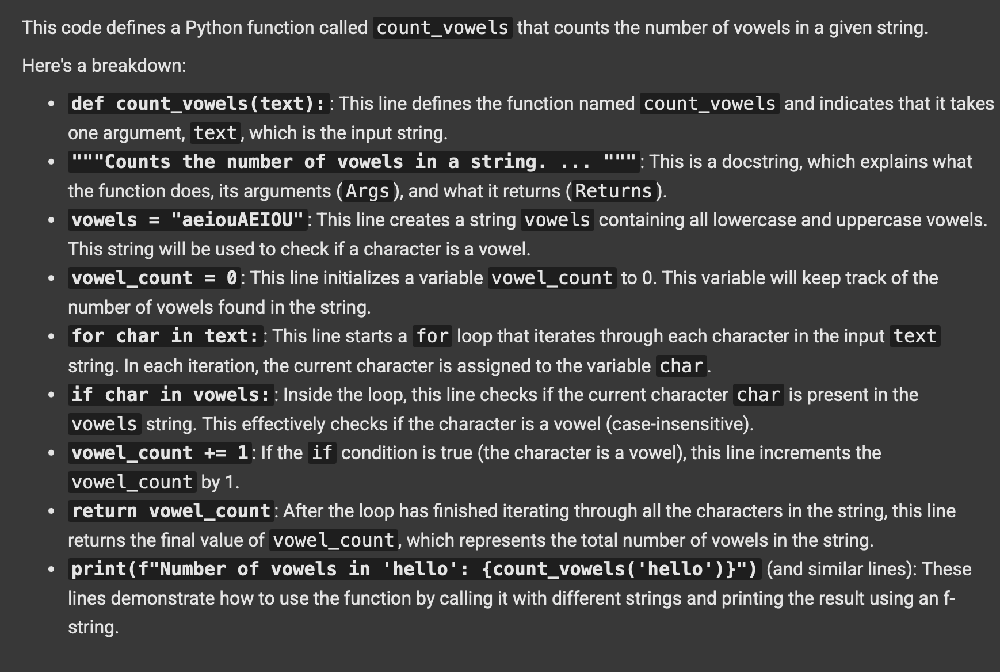 This code defines a Python function called count_vowels that counts the number of vowels in a given string.
Here's a breakdown:
• def count_vowels(text):: This line defines the function named count_vowels and indicates that it takes
one argument, text, which is the input string.
• """Counts the number of vowels in a string. ... """: This is a docstring, which explains what
the function does, its arguments (Args), and what it returns (Returns).
• vowels = "aeiouAEIOU": This line creates a string vowels containing all lowercase and uppercase vowels.
This string will be used to check if a character is a vowel.
• vowel_count = 0: This line initializes a variable vowel_count to 0. This variable will keep track of the
number of vowels found in the string.
• for char in text:: This line starts a for loop that iterates through each character in the input text
string. In each iteration, the current character is assigned to the variable char.
• if char in vowels:: Inside the loop, this line checks if the current character char is present in the
vowels string. This effectively checks if the character is a vowel (case-insensitive).
• vowel_count += 1: If the if condition is true (the character is a vowel), this line increments the
vowel_count by 1.
• return vowel_count: After the loop has finished iterating through all the characters in the string, this line
returns the final value of vowel_count, which represents the total number of vowels in the string.
• print(f"Number of vowels in 'hello': {count_vowels('hello')}") (and similar lines): These
lines demonstrate how to use the function by calling it with different strings and printing the result using an f-
string.